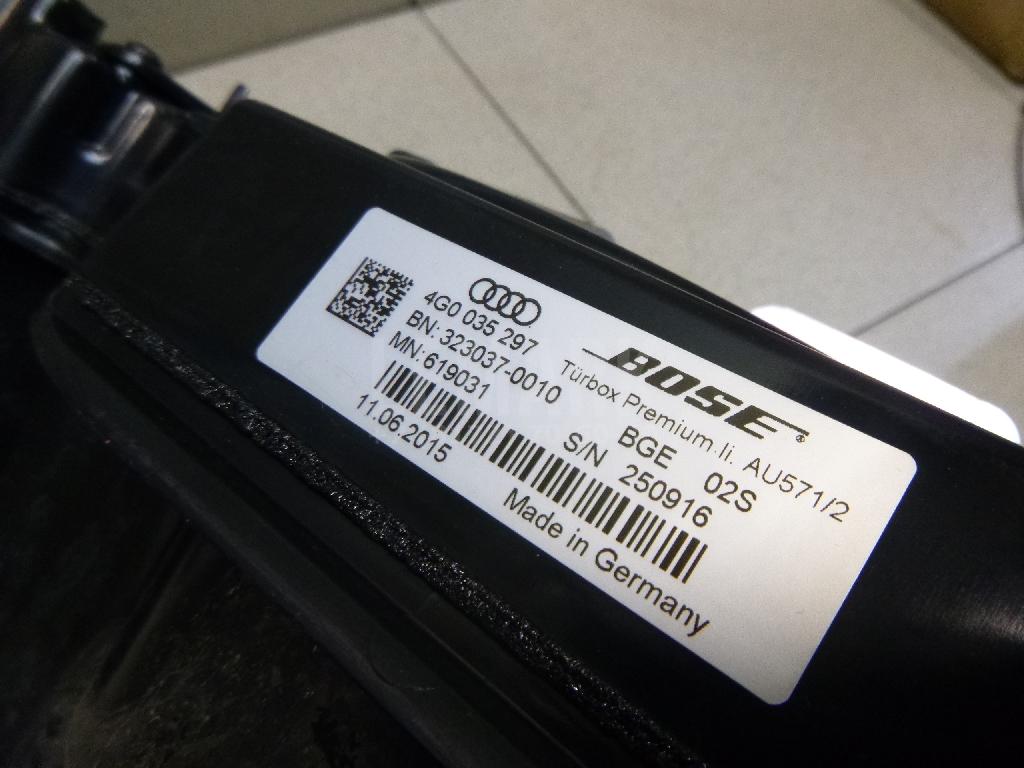 4G0 035 297
BN:323037-0010
MN:619031
BOSE®
Türbox Premium.li. AU571/2
BGE 02S
S/N 250916
11.06.2015
Made in Germany